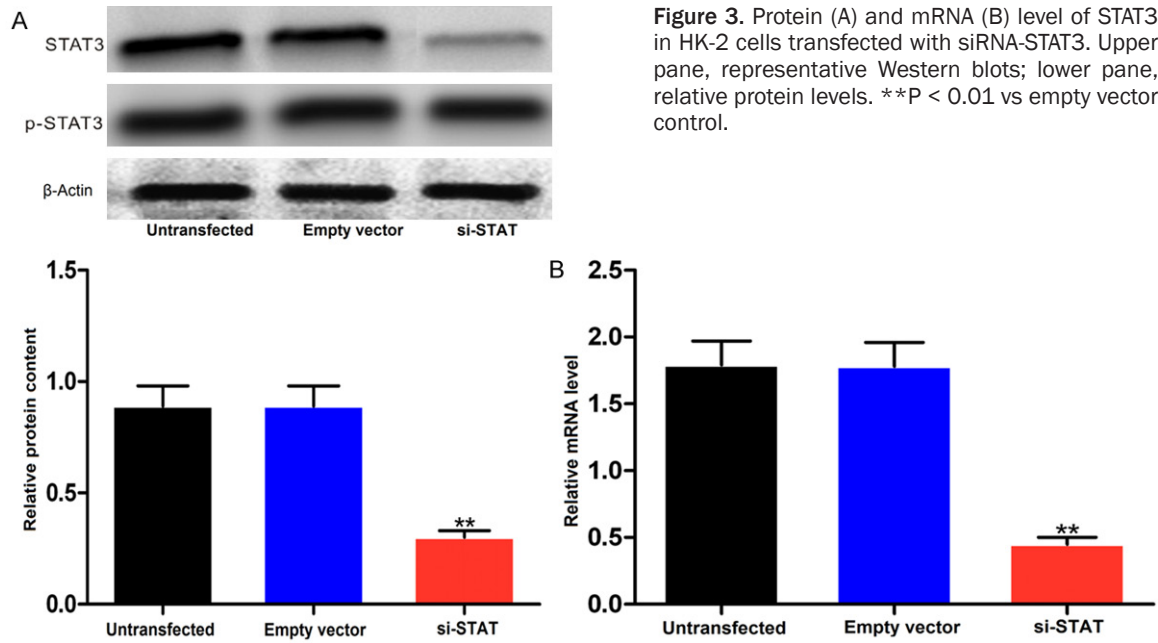 A
STAT3
p-STAT3
β-Actin
Untransfected Empty vector si-STAT
Figure 3. Protein (A) and mRNA (B) level of STAT3
in HK-2 cells transfected with siRNA-STAT3. Upper
pane, representative Western blots; lower pane,
relative protein levels. **P < 0.01 vs empty vector
control.
Relative protein content
1.5
1.0
0.5
0.0
**
Untransfected Empty vector si-STAT
B
Relative mRNA level
2.5
2.0
1.5
1.0
0.5
0.0
**
Untransfected Empty vector si-STAT